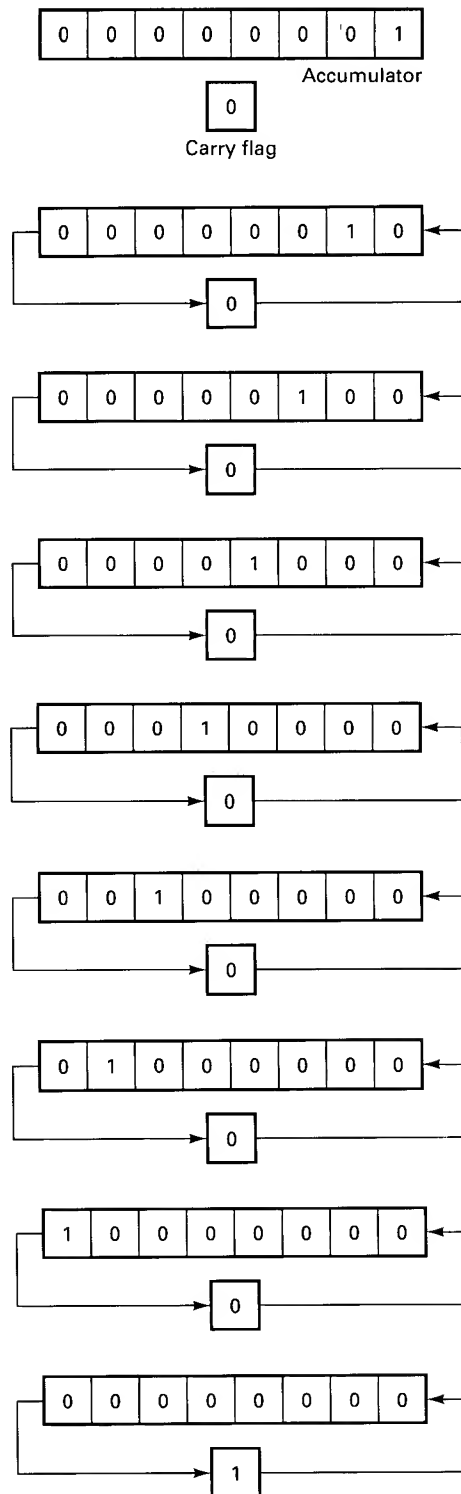 0 0 0 0 0 0 0 1
Accumulator
0
Carry flag
0 0 0 0 0 0 1 0
0
0 0 0 0 0 1 0 0
0
0 0 0 0 1 0 0 0
0
0 0 0 1 0 0 0 0
0
0 0 1 0 0 0 0 0
0
0 1 0 0 0 0 0 0
0
1 0 0 0 0 0 0 0
0
0 0 0 0 0 0 0 0
1